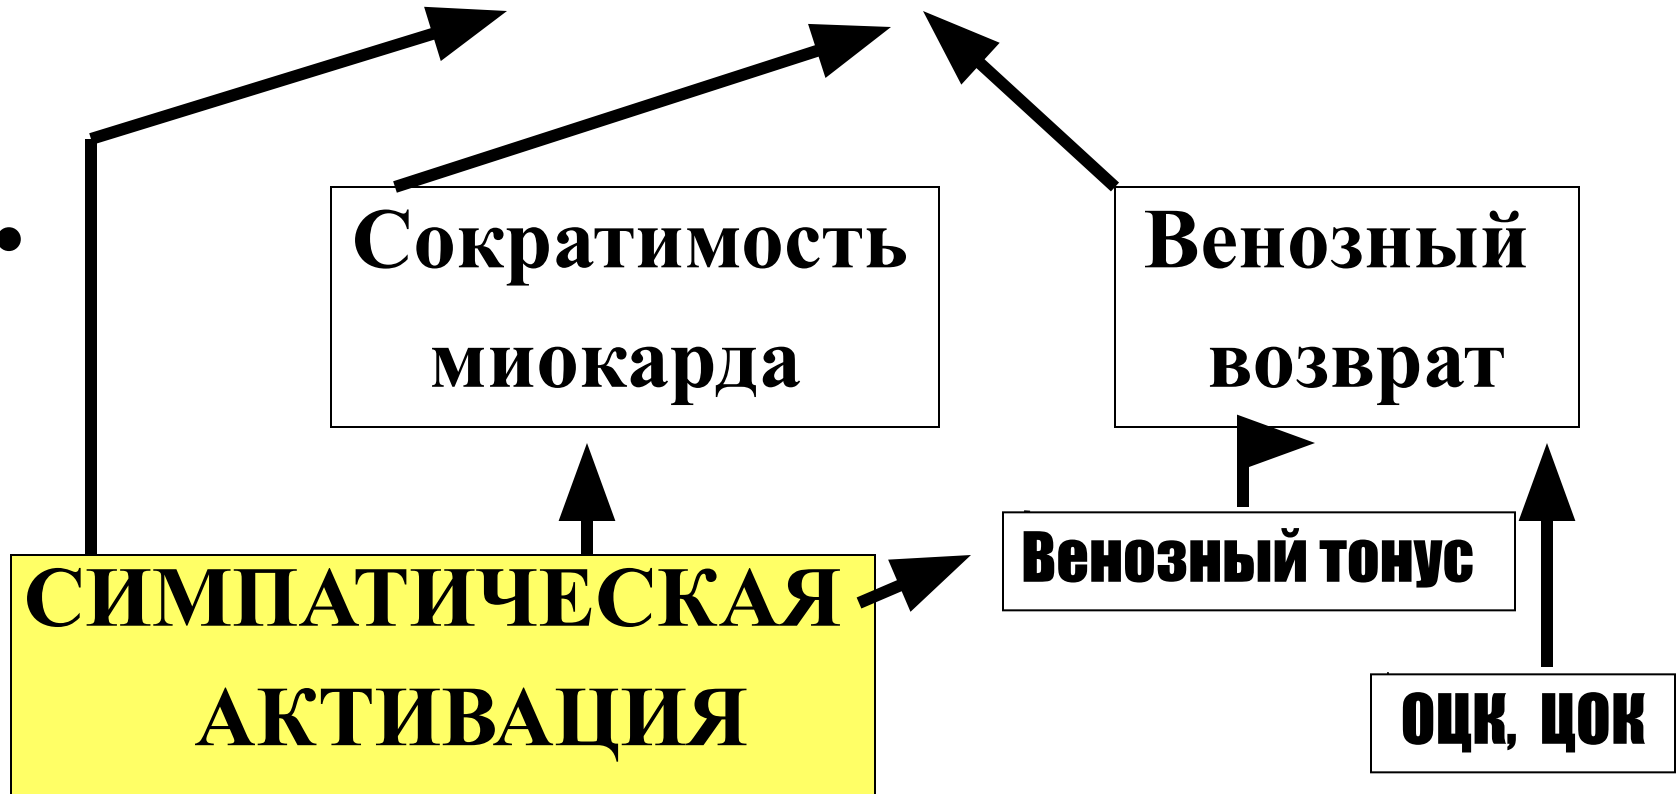 Сократимость
миокарда
Венозный
возврат
Венозный тонус
СИМПАТИЧЕСКАЯ
АКТИВАЦИЯ
ОЦК, ЦОК